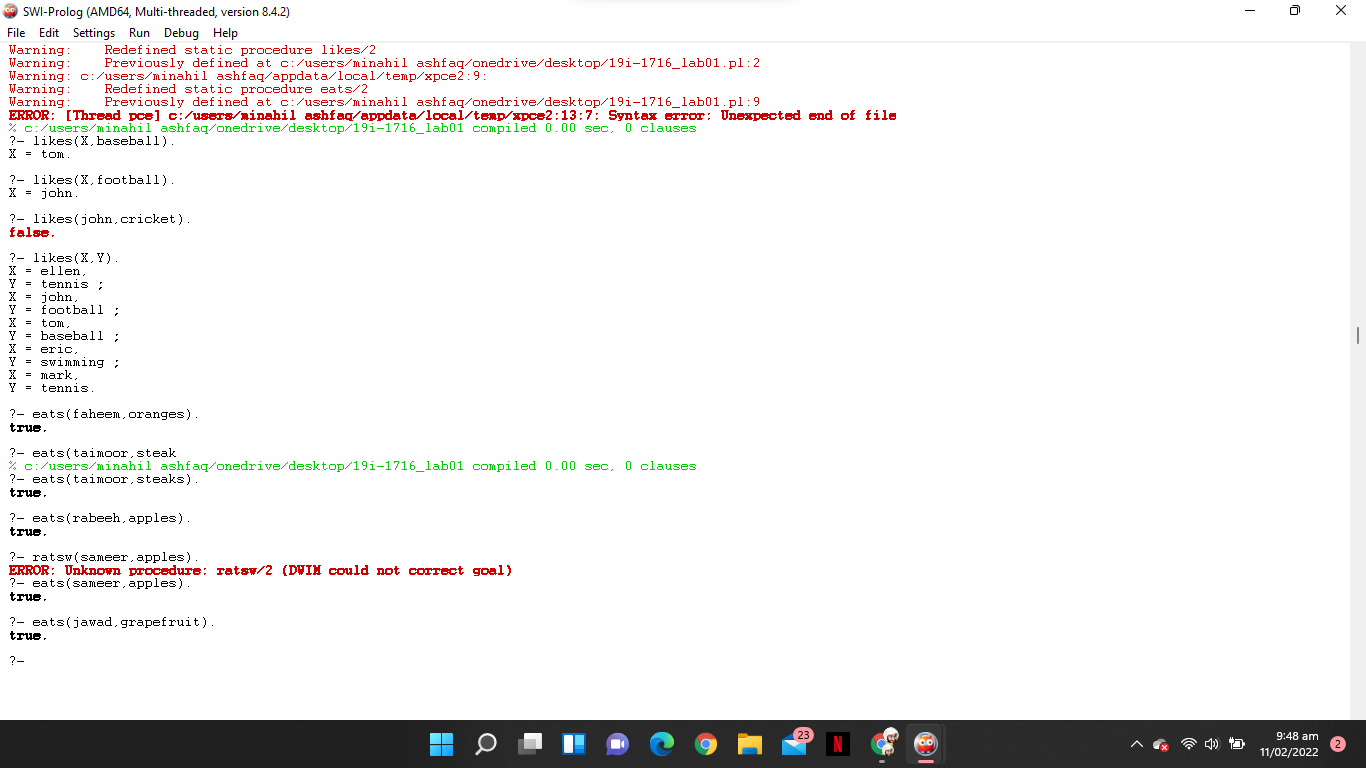 SWI-Prolog (AMD64, Multi-threaded, version 8.4.2)
File Edit Settings Run Debug Help
Warning:    Redefined static procedure likes/2
Warning:    Previously defined at c:/users/minahil ashfaq/onedrive/desktop/19i-1716_lab01.pl:2
Warning: c:/users/minahil ashfaq/appdata/local/temp/xpce2:9:
Warning:    Redefined static procedure eats/2
Warning:    Previously defined at c:/users/minahil ashfaq/onedrive/desktop/19i-1716_lab01.pl:9
ERROR: [Thread pce] c:/users/minahil ashfaq/appdata/local/temp/xpce2:13:7: Syntax error: Unexpected end of file
% c:/users/minahil ashfaq/onedrive/desktop/19i-1716_lab01 compiled 0.00 sec, 0 clauses
?- likes(X,baseball).
X = tom.
?- likes(X,football).
X = john.
?- likes(john,cricket).
false.
?- likes(X,Y).
X = ellen,
Y = tennis ;
X = john,
Y = football ;
X = tom,
Y = baseball ;
X = eric,
Y = swimming ;
X = mark,
Y = tennis.
?- eats(faheem,oranges).
true.
?- eats(taimoor,steak
% c:/users/minahil ashfaq/onedrive/desktop/19i-1716_lab01 compiled 0.00 sec, 0 clauses
?- eats(taimoor,steaks).
true.
?- eats(rabeeh,apples).
true.
?- ratsw(sameer,apples).
ERROR: Unknown procedure: ratsw/2 (DWIM could not correct goal)
?- eats(sameer,apples).
true.
?- eats(jawad,grapefruit).
true.
?-
23
N
9:48 am
11/02/2022
2